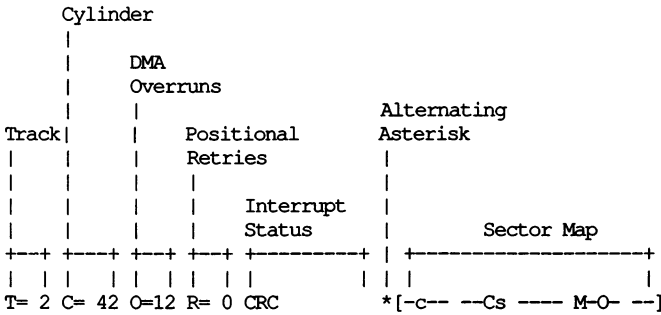 Cylinder
DMA
Overruns
Alternating
Track Positional Asterisk
Retries
Interrupt
Status Sector Map
T= 2 C= 42 O=12 R= 0 CRC *[-c-- --Cs ---- M-O- --]